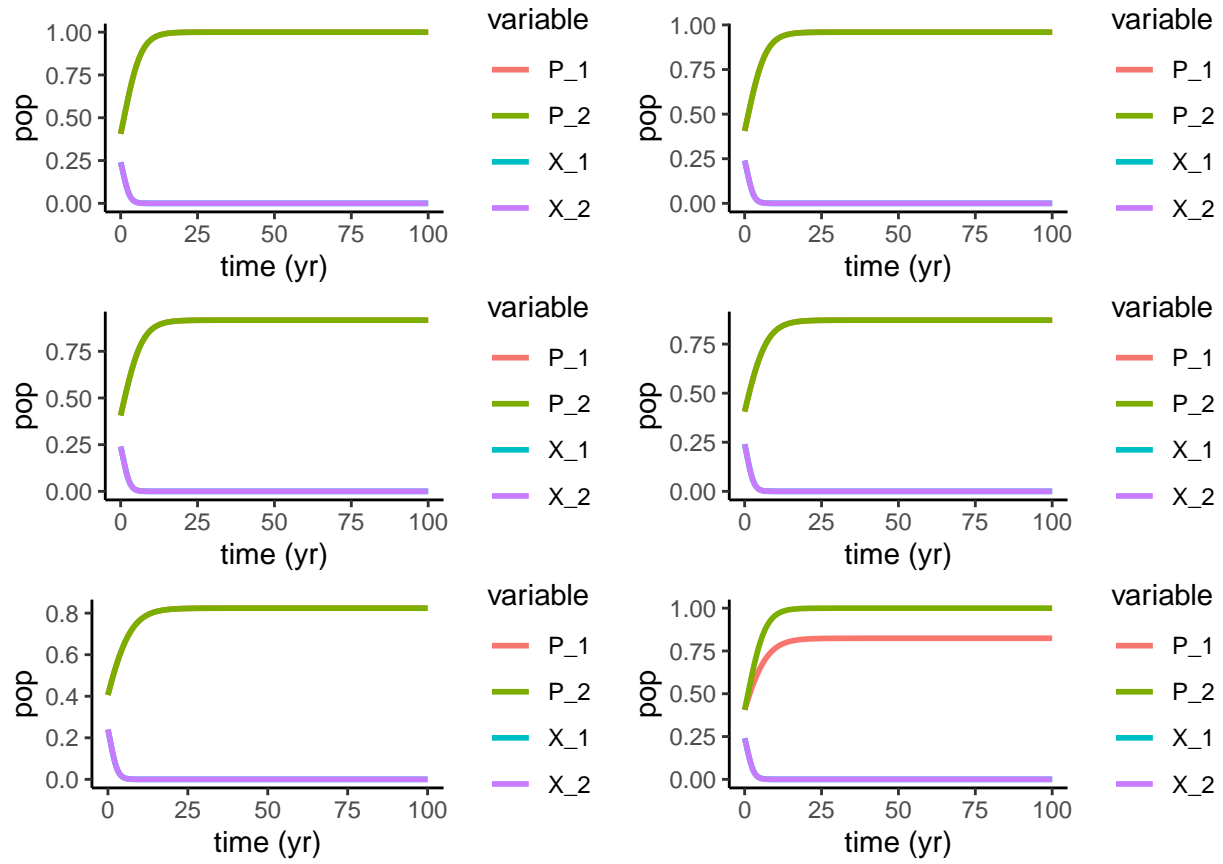 variable
1.00
0.75
0.50
0.25
0.00
pop
0 25 50 75 100
time (yr)
P_1
P_2
X_1
X_2
variable
1.00
0.75
0.50
0.25
0.00
pop
0 25 50 75 100
time (yr)
P_1
P_2
X_1
X_2
variable
0.75
0.50
0.25
0.00
pop
0 25 50 75 100
time (yr)
P_1
P_2
X_1
X_2
variable
0.75
0.50
0.25
0.00
pop
0 25 50 75 100
time (yr)
P_1
P_2
X_1
X_2
variable
0.8
0.6
0.4
0.2
0.0
pop
0 25 50 75 100
time (yr)
P_1
P_2
X_1
X_2
variable
1.00
0.75
0.50
0.25
0.00
pop
0 25 50 75 100
time (yr)
P_1
P_2
X_1
X_2